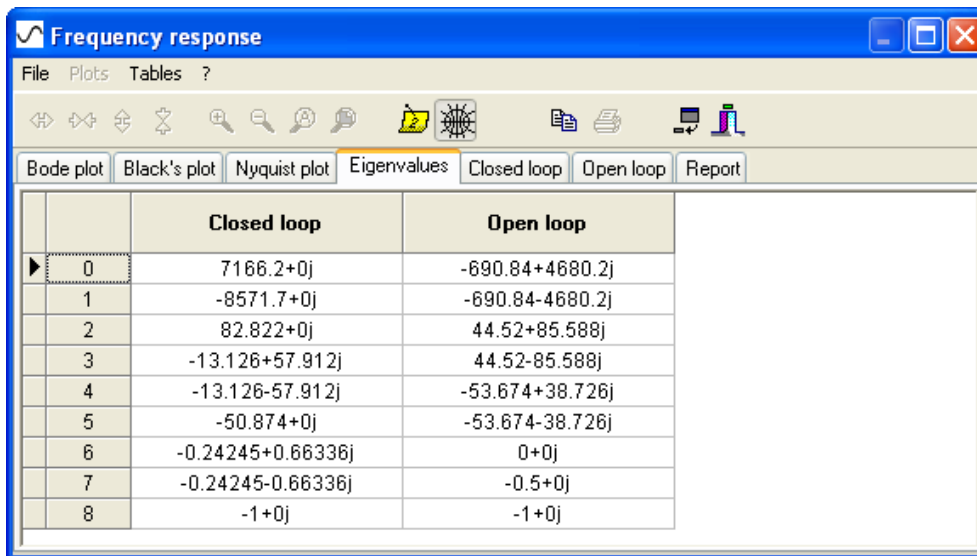 Frequency response
File Plots Tables ?
Bode plot Black's plot Nyquist plot Eigenvalues Closed loop Open loop Report
Closed loop Open loop
0 7166.2+0j -690.84+4680.2j
1 -8571.7+0j -690.84-4680.2j
2 82.822+0j 44.52+85.588j
3 -13.126+57.912j 44.52-85.588j
4 -13.126-57.912j -53.674+38.726j
5 -50.874+0j -53.674-38.726j
6 -0.24245+0.66336j 0+0j
7 -0.24245-0.66336j -0.5+0j
8 -1+0j -1+0j